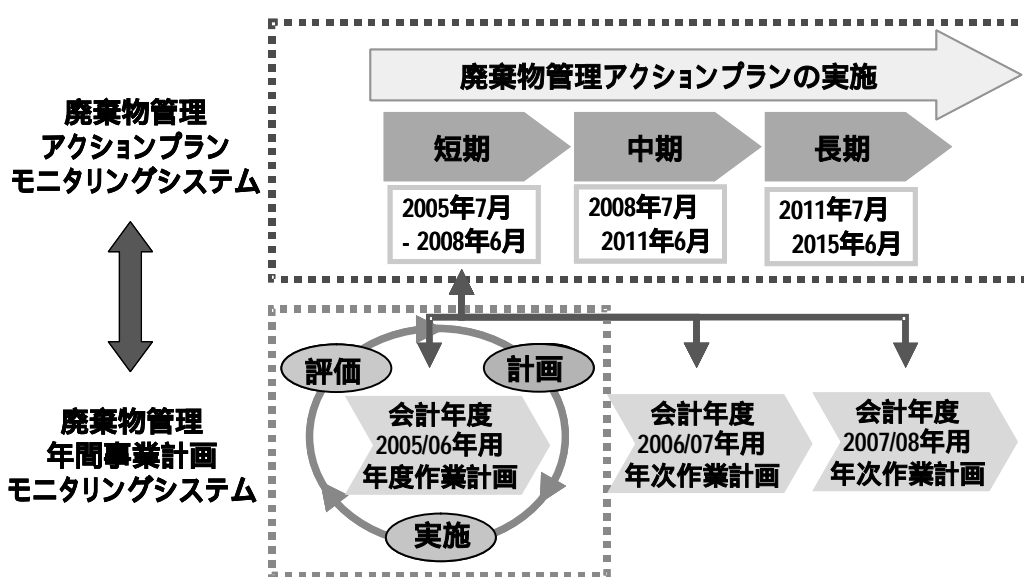 廃棄物管理アクションプランの実施
廃棄物管理
アクションプラン
モニタリングシステム
短期
中期
長期
2005年7月
- 2008年6月
2008年7月
2011年6月
2011年7月
2015年6月
評価
計画
実施
会計年度
2005/06年用
年度作業計画
会計年度
2006/07年用
年次作業計画
会計年度
2007/08年用
年次作業計画
廃棄物管理
年間事業計画
モニタリングシステム